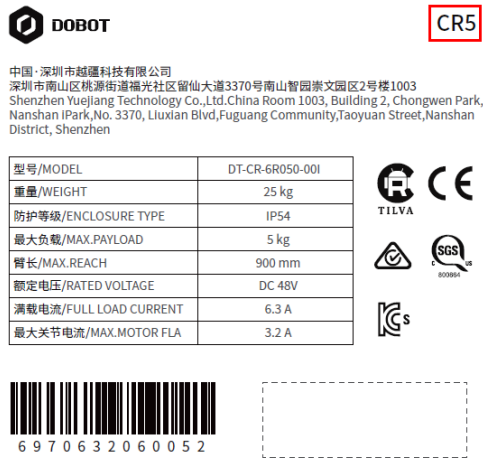 DOBOT
CR5
中国·深圳市越疆科技有限公司
深圳市南山区桃源街道福光社区留仙大道3370号南山智园崇文园区2号楼1003
Shenzhen Yuejiang Technology Co.,Ltd.China Room 1003, Building 2, Chongwen Park,
Nanshan iPark,No. 3370, Liuxian Blvd,Fuguang Community,Taoyuan Street,Nanshan
District, Shenzhen
型号/MODEL DT-CR-6R050-00I
重量/WEIGHT 25 kg
防护等级/ENCLOSURE TYPE IP54
最大负载/MAX.PAYLOAD 5 kg
臂长/MAX.REACH 900 mm
额定电压/RATED VOLTAGE DC 48V
满载电流/FULL LOAD CURRENT 6.3 A
最大关节电流/MAX.MOTOR FLA 3.2 A
CR
TILVA
CE
SGS
C US
800864
KC
S
6970632060052